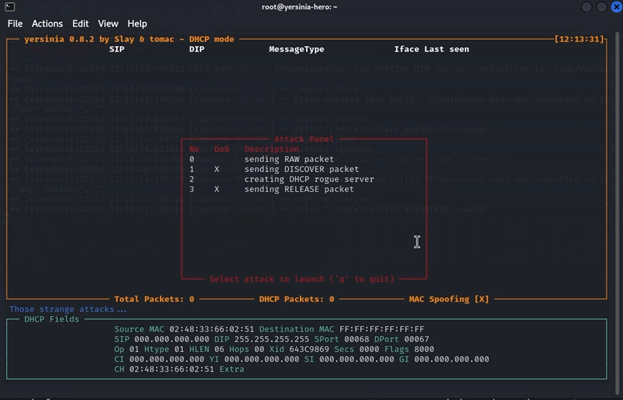 root@yersinia-hero: ~
File Actions Edit View Help
yersinia 0.8.2 by Slay & tomac - DHCP mode [12:13:31]
SIP DIP MessageType Iface Last seen
Attack Panel
No DoS Description
0 sending RAW packet
1 X sending DISCOVER packet
2 creating DHCP rogue server
3 X sending RELEASE packet
Select attack to launch ('q' to quit)
Total Packets: 0 DHCP Packets: 0 MAC Spoofing [X]
Those strange attacks...
DHCP Fields
Source MAC 02:48:33:66:02:51 Destination MAC FF:FF:FF:FF:FF:FF
SIP 000.000.000.000 DIP 255.255.255.255 SPort 00068 DPort 00067
Op 01 Htype 01 HLEN 06 Hops 00 Xid 643C9869 Secs 0000 Flags 8000
CI 000.000.000.000 YI 000.000.000.000 SI 000.000.000.000 GI 000.000.000.000
CH 02:48:33:66:02:51 Extra